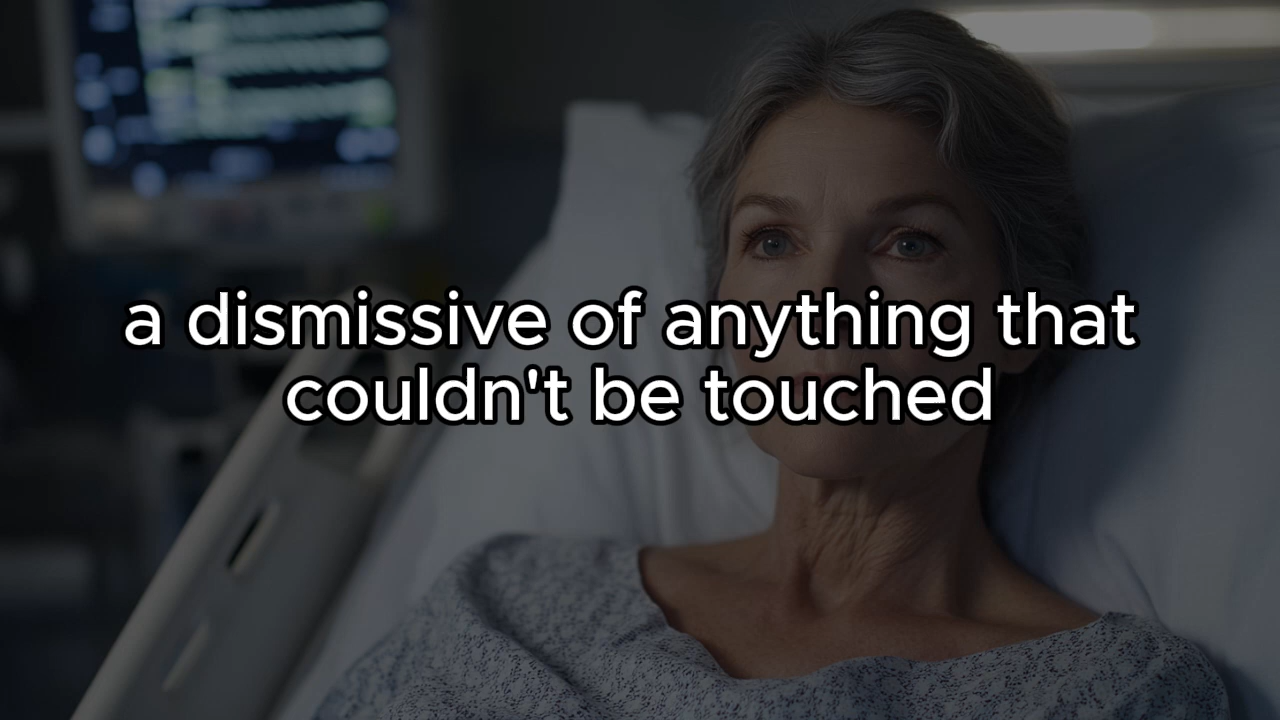 a dismissive of anything that
couldn't be touched